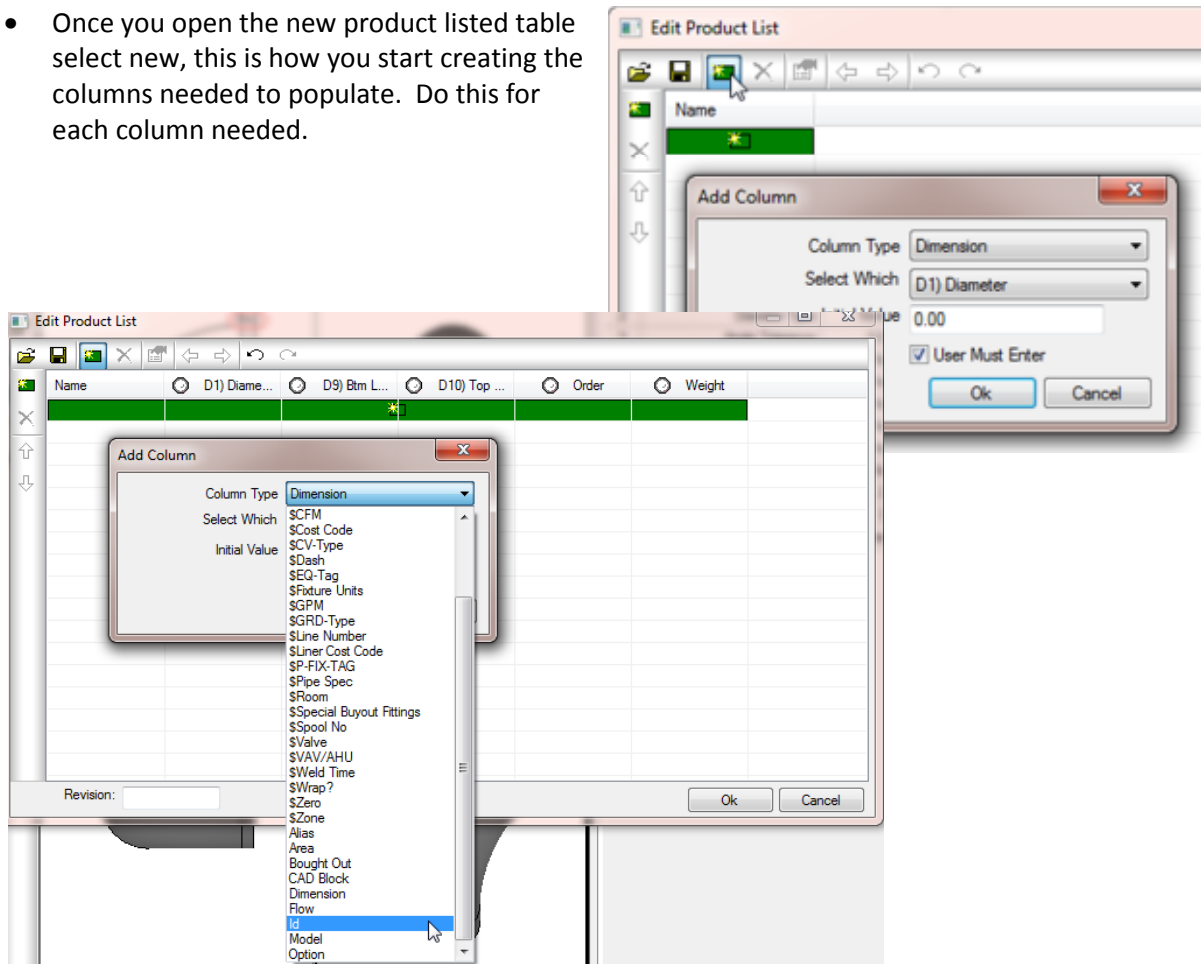 • Once you open the new product listed table
select new, this is how you start creating the
columns needed to populate. Do this for
each column needed.
Edit Product List
Name
Add Column
Column Type Dimension
Select Which D1) Diameter
Value 0.00
User Must Enter
Ok Cancel
Edit Product List
Name D1) Diame... D9) Btm L... D10) Top ... Order Weight
Add Column
Column Type Dimension
Select Which
Initial Value
$CFM
$Cost Code
$CV-Type
$Dash
$EQ-Tag
$Fixture Units
$GPM
$GRD-Type
$Line Number
$Liner Cost Code
$P-FIX-TAG
$Pipe Spec
$Room
$Special Buyout Fittings
$Spool No
$Valve
$VAV/AHU
$Weld Time
$Wrap?
$Zero
$Zone
Alias
Area
Bought Out
CAD Block
Dimension
Flow
Id
Model
Option
Revision:
Ok Cancel